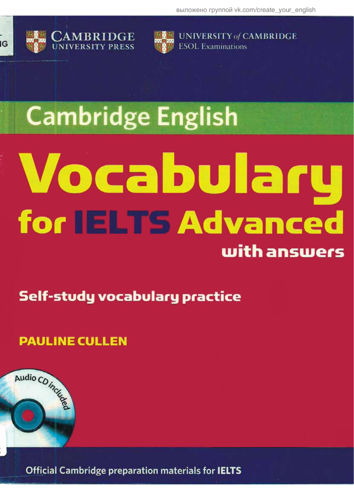 выложено группой vk.com/create_your_english
IG
CAMBRIDGE
UNIVERSITY PRESS
UNIVERSITY of CAMBRIDGE
ESOL Examinations
Cambridge English
Vocabulary
for IELTS Advanced
with answers
Self-study vocabulary practice
PAULINE CULLEN
Audio CD included
Official Cambridge preparation materials for IELTS